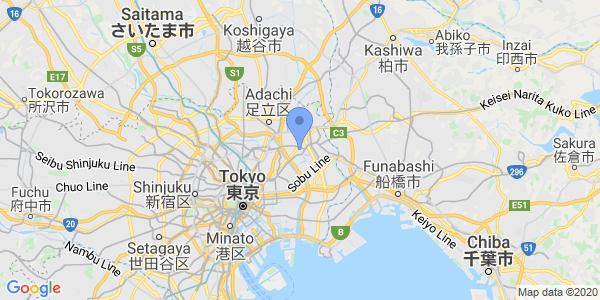 Saitama
さいたま市
Koshigaya
越谷市
Abiko
我孫子市
Inzai
印西市
Kashiwa
柏市
S5
4
6
E17
S1
Tokorozawa
所沢市
Adachi
足立区
Keisei Narita Kuko Line
C3
Seibu Shinjuku Line
Chuo Line
Sobu Line
Funabashi
船橋市
296
Sakura
佐倉市
Tokyo
東京
Shinjuku
新宿区
Fuchu
府中市
20
E51
Keiyo Line
Minato
港区
B
Setagaya
世田谷区
Nambu Line
51
Chiba
千葉市
Map data ©2020